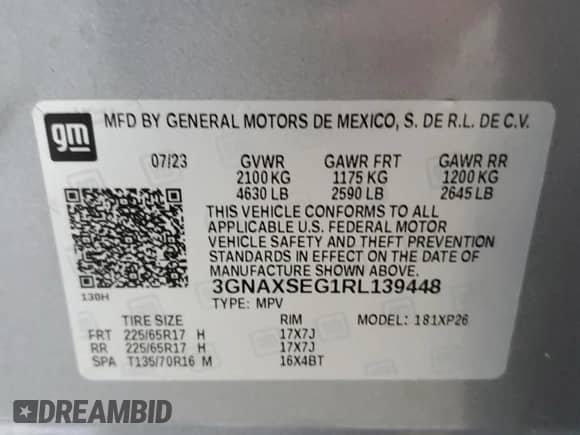 gm
MFD BY GENERAL MOTORS DE MEXICO, S. DE R.L. DE C.V.
07/23 GVWR GAWR FRT GAWR RR
2100 KG 1175 KG 1200 KG
4630 LB 2590 LB 2645 LB
THIS VEHICLE CONFORMS TO ALL
APPLICABLE U.S. FEDERAL MOTOR
VEHICLE SAFETY AND THEFT PREVENTION
STANDARDS IN EFFECT ON THE DATE OF
MANUFACTURE SHOWN ABOVE.
130H 3GNAXSEG1RL139448
TYPE: MPV
TIRE SIZE RIM MODEL: 181XP26
FRT 225/65R17 H 17X7J
RR 225/65R17 H 17X7J
SPA T135/70R16 M 16X4BT
DREAMBID